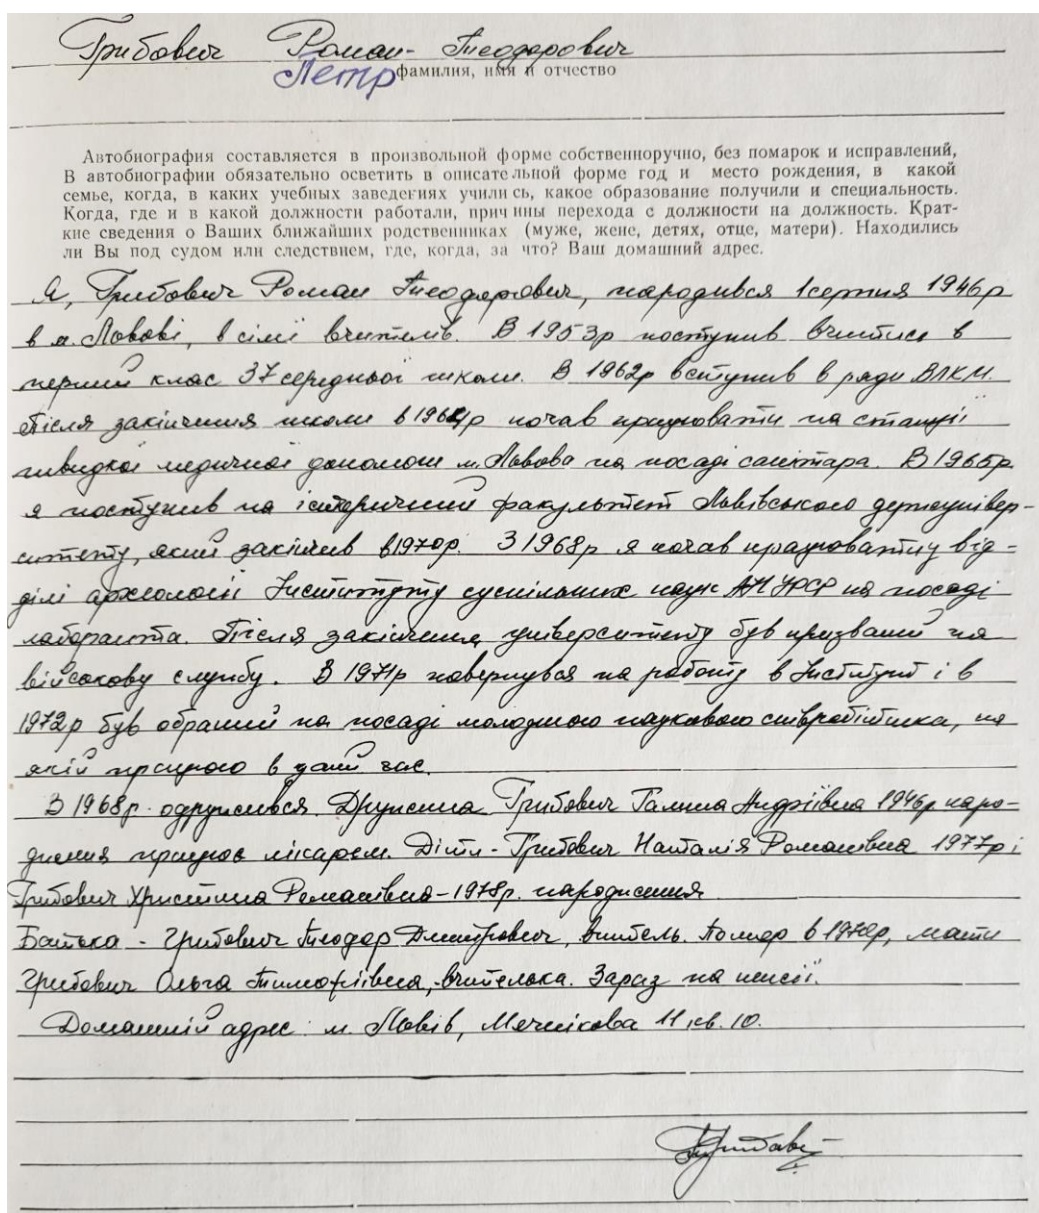 Грибович Роман- Теодорович
Петр
фамилия, имя и отчество
Автобиография составляется в произвольной форме собственноручно, без помарок и исправлений,
В автобиографии обязательно осветить в описательной форме год и место рождения, в какой
семье, когда, в каких учебных заведениях учились, какое образование получили и специальность.
Когда, где и в какой должности работали, причины перехода с должности на должность. Крат-
кие сведения о Ваших ближайших родственниках (муже, жене, детях, отце, матери). Находились
ли Вы под судом или следствием, где, когда, за что? Ваш домашний адрес.
Я, Грибович Роман Теодорович, народився 1 серпня 1946р
в м. Львові, в сімї вчителів. В 1953р поступив вчитись в
перший клас 37 середньої школи. В 1962р вступив в ряди ВЛКМ.
Після закінчення школи в 1964р почав працювати на станції
швидкої медичної допомоги м. Львова на посаді санітара. В 1965р.
я поступив на історичний факультет Львівського держунівер-
ситету, який закінчив в 1970р. З 1968р я почав працювати у від-
ділі археології Інституту суспільних наук АН УРСР на посаді
лаборанта. Після закінчення університету був призваний на
військову службу. В 1971р повернувся на роботу в Інститут і в
1972р був обраний на посаді молодшого наукового співробітника, на
якій працюю в даний час.
З 1968р. одружився. Дружина Грибович Галина Андріївна 1946р наро-
дження працює лікарем. Діти - Грибович Наталія Романівна 1977р і
Грибович Христина Романівна - 1978р. народження
Батько - Грибович Теодор Дмитрович, вчитель. Помер в 1972р, мати
Грибович Ольга Тимофіївна, - вчителька. Зараз на пенсії.
Домашній адрес: м. Львів, Мечнікова 11, кв. 10.